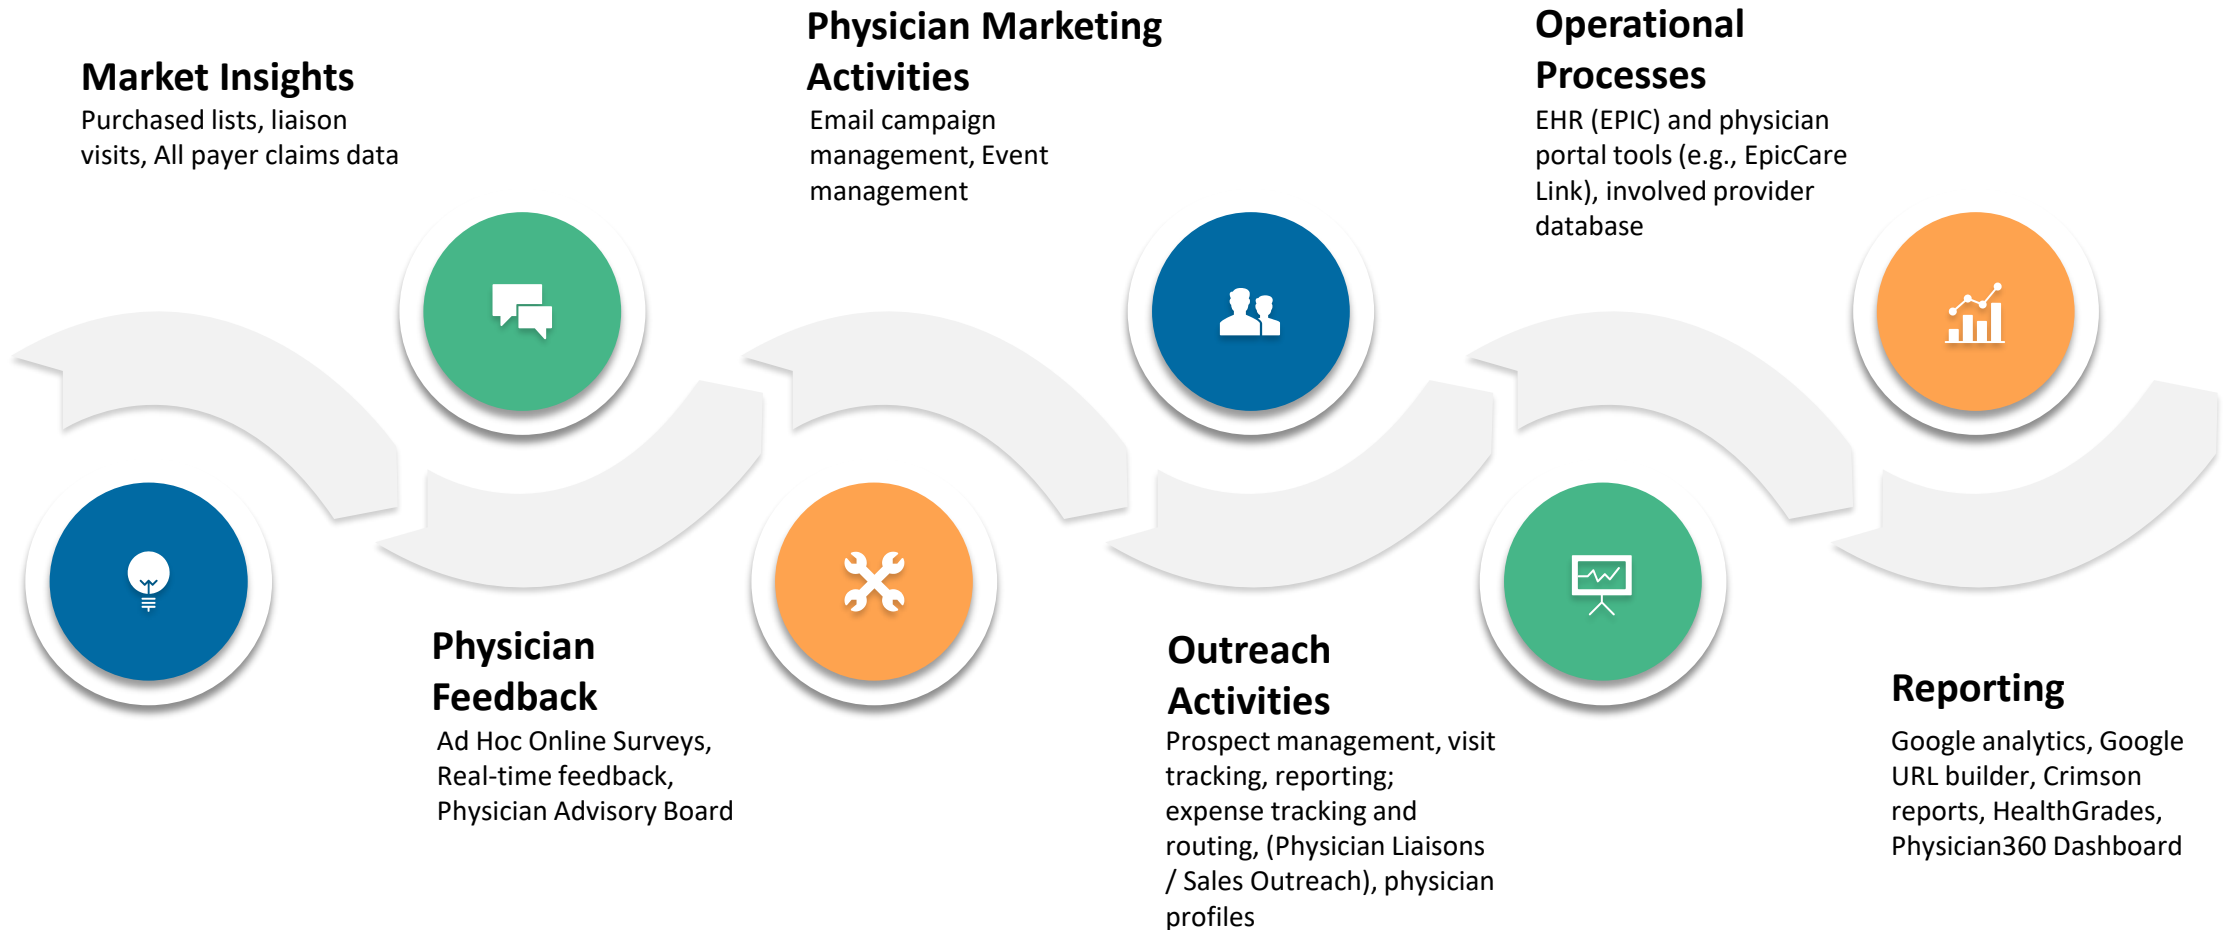 Market Insights
Purchased lists, liaison
visits, All payer claims data
Physician
Feedback
Ad Hoc Online Surveys,
Real-time feedback,
Physician Advisory Board
Physician Marketing
Activities
Email campaign
management, Event
management
Outreach
Activities
Prospect management, visit
tracking, reporting;
expense tracking and
routing, (Physician Liaisons
/ Sales Outreach), physician
profiles
Operational
Processes
EHR (EPIC) and physician
portal tools (e.g., EpicCare
Link), involved provider
database
Reporting
Google analytics, Google
URL builder, Crimson
reports, HealthGrades,
Physician360 Dashboard